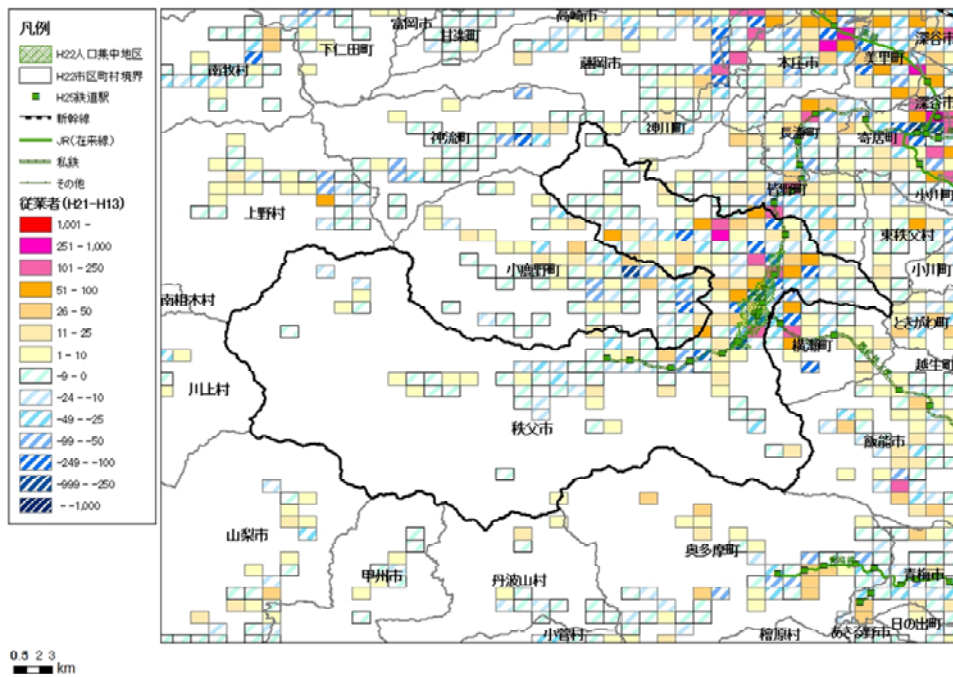 凡例
H22人口集中地区
H22市区町村境界
H25鉄道駅
新幹線
JR(在来線)
私鉄
その他
従業者(H21-H13)
1,001 -
251 - 1,000
101 - 250
51 - 100
26 - 50
11 - 25
1 - 10
-9 - 0
-24 - -10
-49 - -25
-99 - -50
-249 - -100
-999 - -250
- -1,000
富岡市
高崎市
下仁田町
甘楽町
深谷市
南牧村
藤岡市
本庄市
美里町
深谷市
神流町
神川町
長瀞町
寄居町
皆野町
小川町
上野村
東秩父村
小鹿野町
小川町
南相木村
ときがわ町
横瀬町
越生町
川上村
秩父市
飯能市
山梨市
奥多摩町
甲州市
丹波山村
青梅市
小菅村
檜原村
あきる野市
日の出町
km